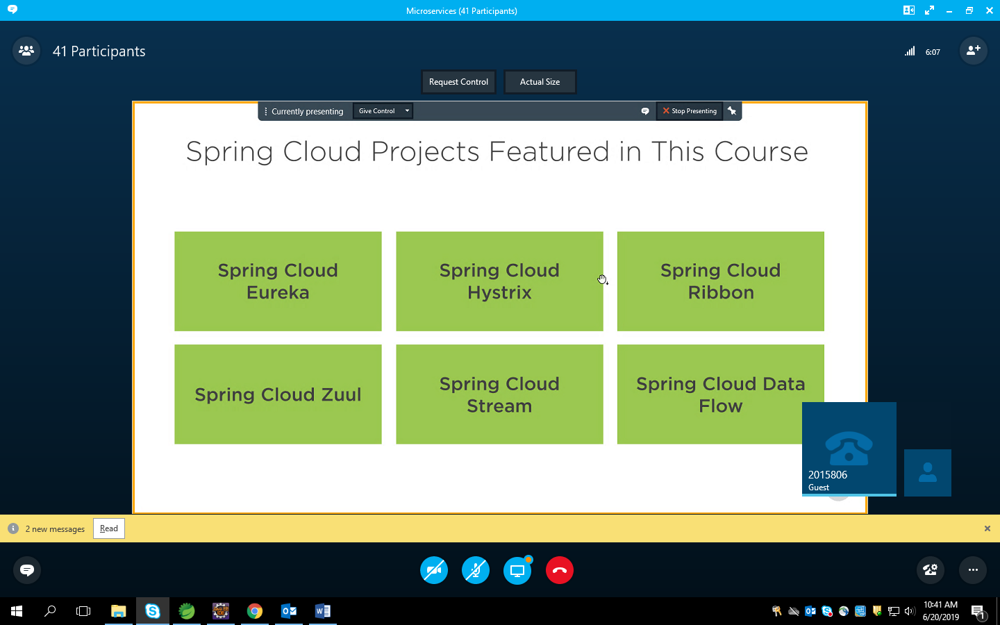 Microservices (41 Participants)
41 Participants
6:07
Request Control
Actual Size
Currently presenting
Give Control
Stop Presenting
Spring Cloud Projects Featured in This Course
Spring Cloud
Eureka
Spring Cloud
Hystrix
Spring Cloud
Ribbon
Spring Cloud Zuul
Spring Cloud
Stream
Spring Cloud Data
Flow
2015806
Guest
2 new messages
Read
10:41 AM
6/20/2019
1